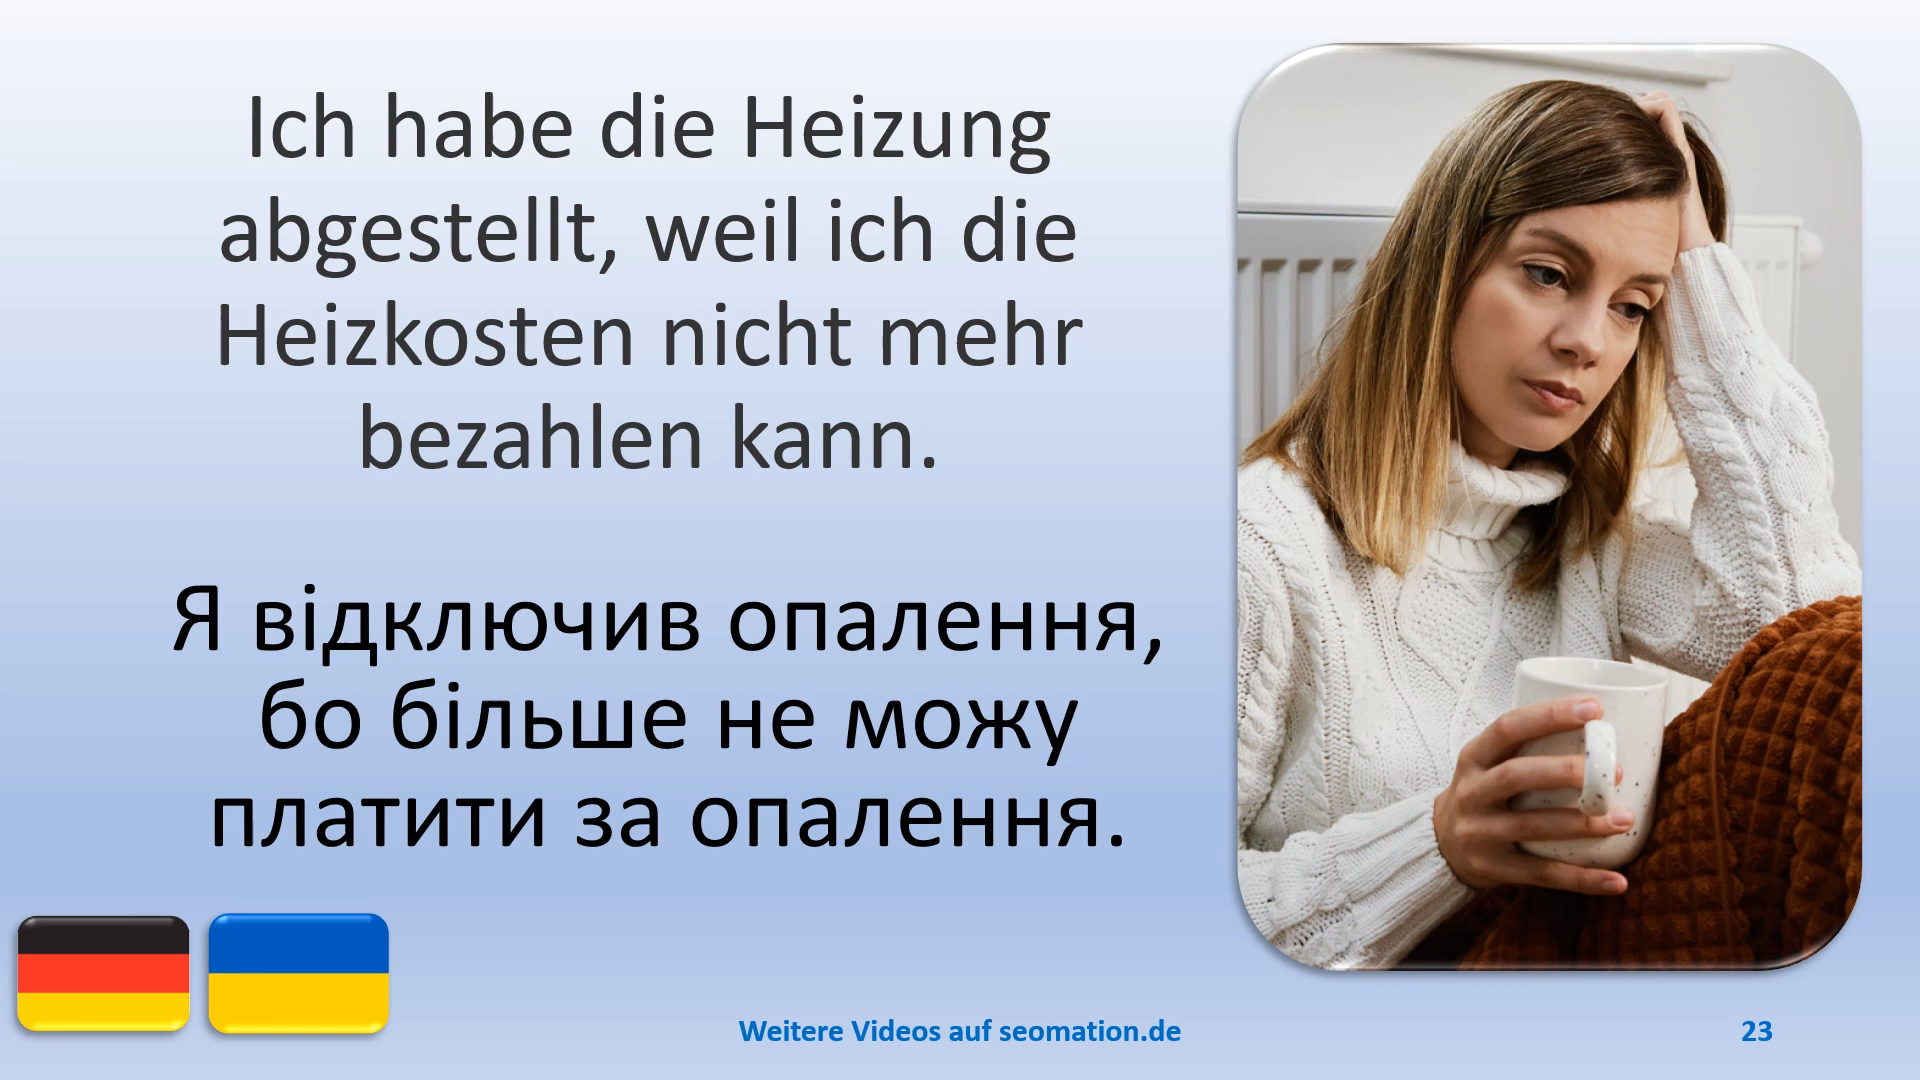 Ich habe die Heizung
abgestellt, weil ich die
Heizkosten nicht mehr
bezahlen kann.
Я відключив опалення,
бо більше не можу
платити за опалення.
Weitere Videos auf seomation.de
23